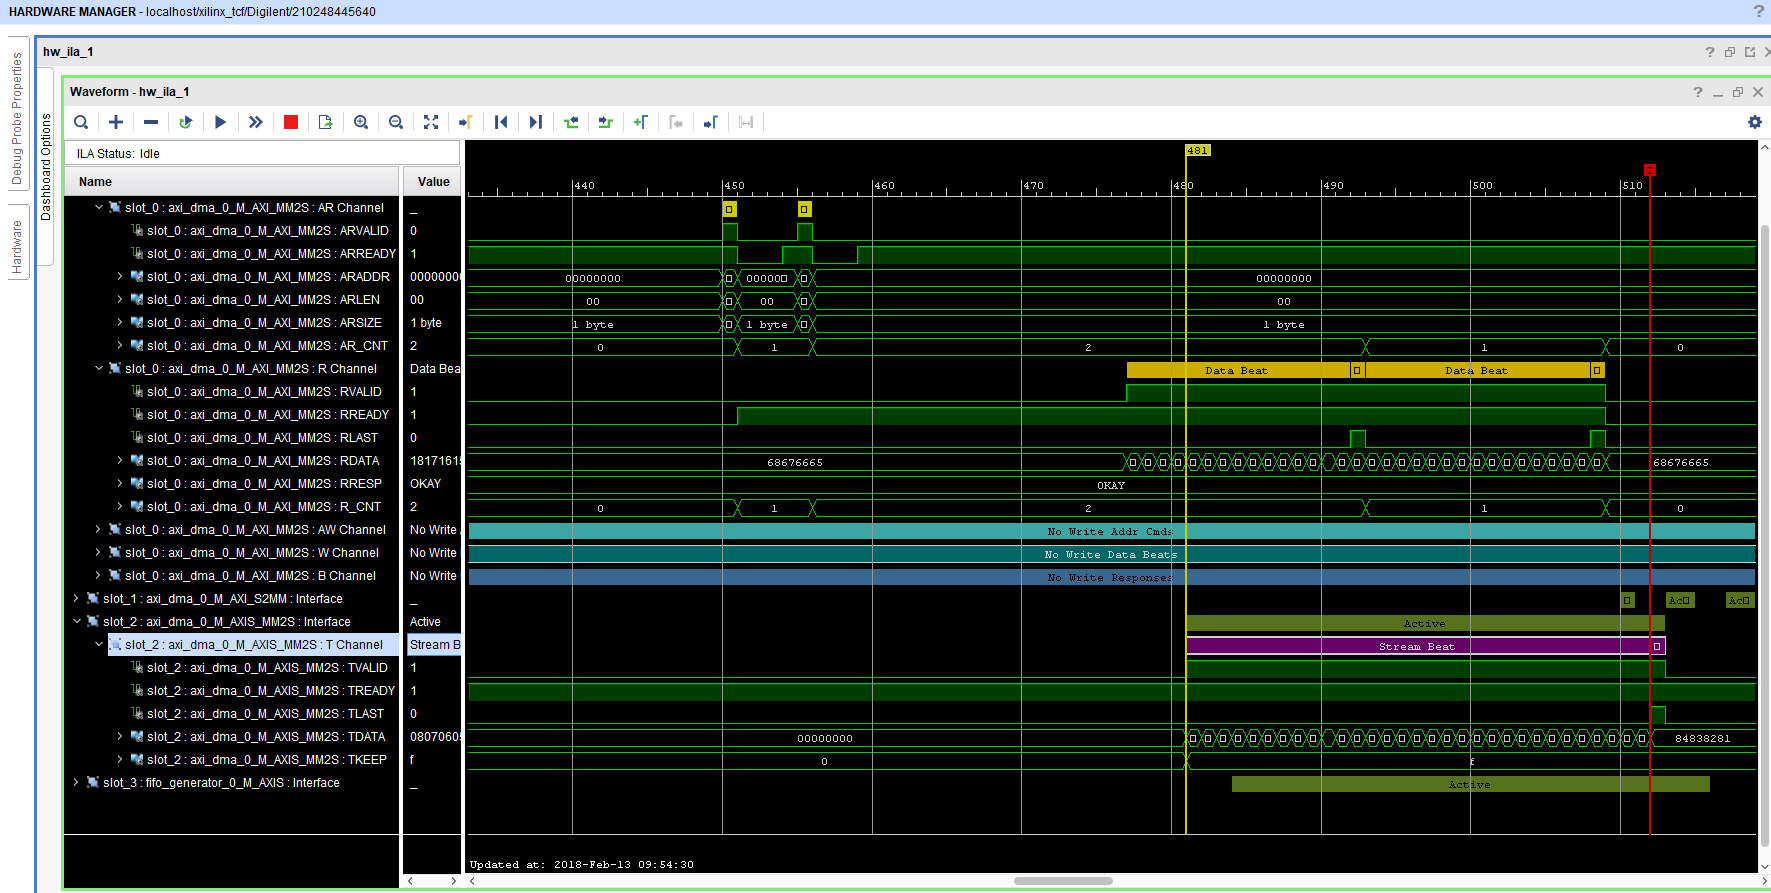 HARDWARE MANAGER - localhost/xilinx_tcf/Digilent/210248445640
?
Debug Probe Properties
Hardware
Dashboard Options
hw_ila_1
?
Waveform - hw_ila_1
?
ILA Status: Idle
Name Value
481
440 450 460 470 480 490 500 510
T
slot_0 : axi_dma_0_M_AXI_MM2S : AR Channel _
slot_0 : axi_dma_0_M_AXI_MM2S : ARVALID 0
slot_0 : axi_dma_0_M_AXI_MM2S : ARREADY 1
slot_0 : axi_dma_0_M_AXI_MM2S : ARADDR 00000000 00000000 000000 00000000
slot_0 : axi_dma_0_M_AXI_MM2S : ARLEN 00 00 00 00
slot_0 : axi_dma_0_M_AXI_MM2S : ARSIZE 1 byte 1 byte 1 byte 1 byte
slot_0 : axi_dma_0_M_AXI_MM2S : AR_CNT 2 0 1 2 1 0
slot_0 : axi_dma_0_M_AXI_MM2S : R Channel Data Bea Data Beat Data Beat
slot_0 : axi_dma_0_M_AXI_MM2S : RVALID 1
slot_0 : axi_dma_0_M_AXI_MM2S : RREADY 1
slot_0 : axi_dma_0_M_AXI_MM2S : RLAST 0
slot_0 : axi_dma_0_M_AXI_MM2S : RDATA 18171615 68676665 68676665
slot_0 : axi_dma_0_M_AXI_MM2S : RRESP OKAY OKAY
slot_0 : axi_dma_0_M_AXI_MM2S : R_CNT 2 0 1 2 1 0
slot_0 : axi_dma_0_M_AXI_MM2S : AW Channel No Write No Write Addr Cmds
slot_0 : axi_dma_0_M_AXI_MM2S : W Channel No Write No Write Data Beats
slot_0 : axi_dma_0_M_AXI_MM2S : B Channel No Write No Write Responses
slot_1 : axi_dma_0_M_AXI_S2MM : Interface _ Ac Ac
slot_2 : axi_dma_0_M_AXIS_MM2S : Interface Active Active
slot_2 : axi_dma_0_M_AXIS_MM2S : T Channel Stream B Stream Beat
slot_2 : axi_dma_0_M_AXIS_MM2S : TVALID 1
slot_2 : axi_dma_0_M_AXIS_MM2S : TREADY 1
slot_2 : axi_dma_0_M_AXIS_MM2S : TLAST 0
slot_2 : axi_dma_0_M_AXIS_MM2S : TDATA 08070605 00000000 84838281
slot_2 : axi_dma_0_M_AXIS_MM2S : TKEEP f 0 f
slot_3 : fifo_generator_0_M_AXIS : Interface _ Active
Updated at: 2018-Feb-13 09:54:30